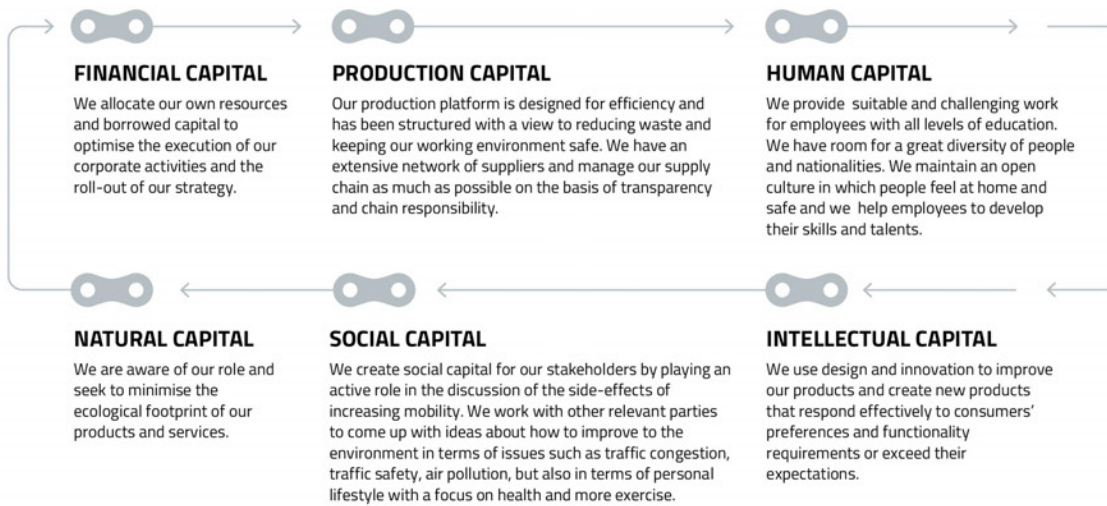 FINANCIAL CAPITAL
We allocate our own resources
and borrowed capital to
optimise the execution of our
corporate activities and the
roll-out of our strategy.
PRODUCTION CAPITAL
Our production platform is designed for efficiency and
has been structured with a view to reducing waste and
keeping our working environment safe. We have an
extensive network of suppliers and manage our supply
chain as much as possible on the basis of transparency
and chain responsibility.
HUMAN CAPITAL
We provide suitable and challenging work
for employees with all levels of education.
We have room for a great diversity of people
and nationalities. We maintain an open
culture in which people feel at home and
safe and we help employees to develop
their skills and talents.
NATURAL CAPITAL
We are aware of our role and
seek to minimise the
ecological footprint of our
products and services.
SOCIAL CAPITAL
We create social capital for our stakeholders by playing an
active role in the discussion of the side-effects of
increasing mobility. We work with other relevant parties
to come up with ideas about how to improve to the
environment in terms of issues such as traffic congestion,
traffic safety, air pollution, but also in terms of personal
lifestyle with a focus on health and more exercise.
INTELLECTUAL CAPITAL
We use design and innovation to improve
our products and create new products
that respond effectively to consumers'
preferences and functionality
requirements or exceed their
expectations.